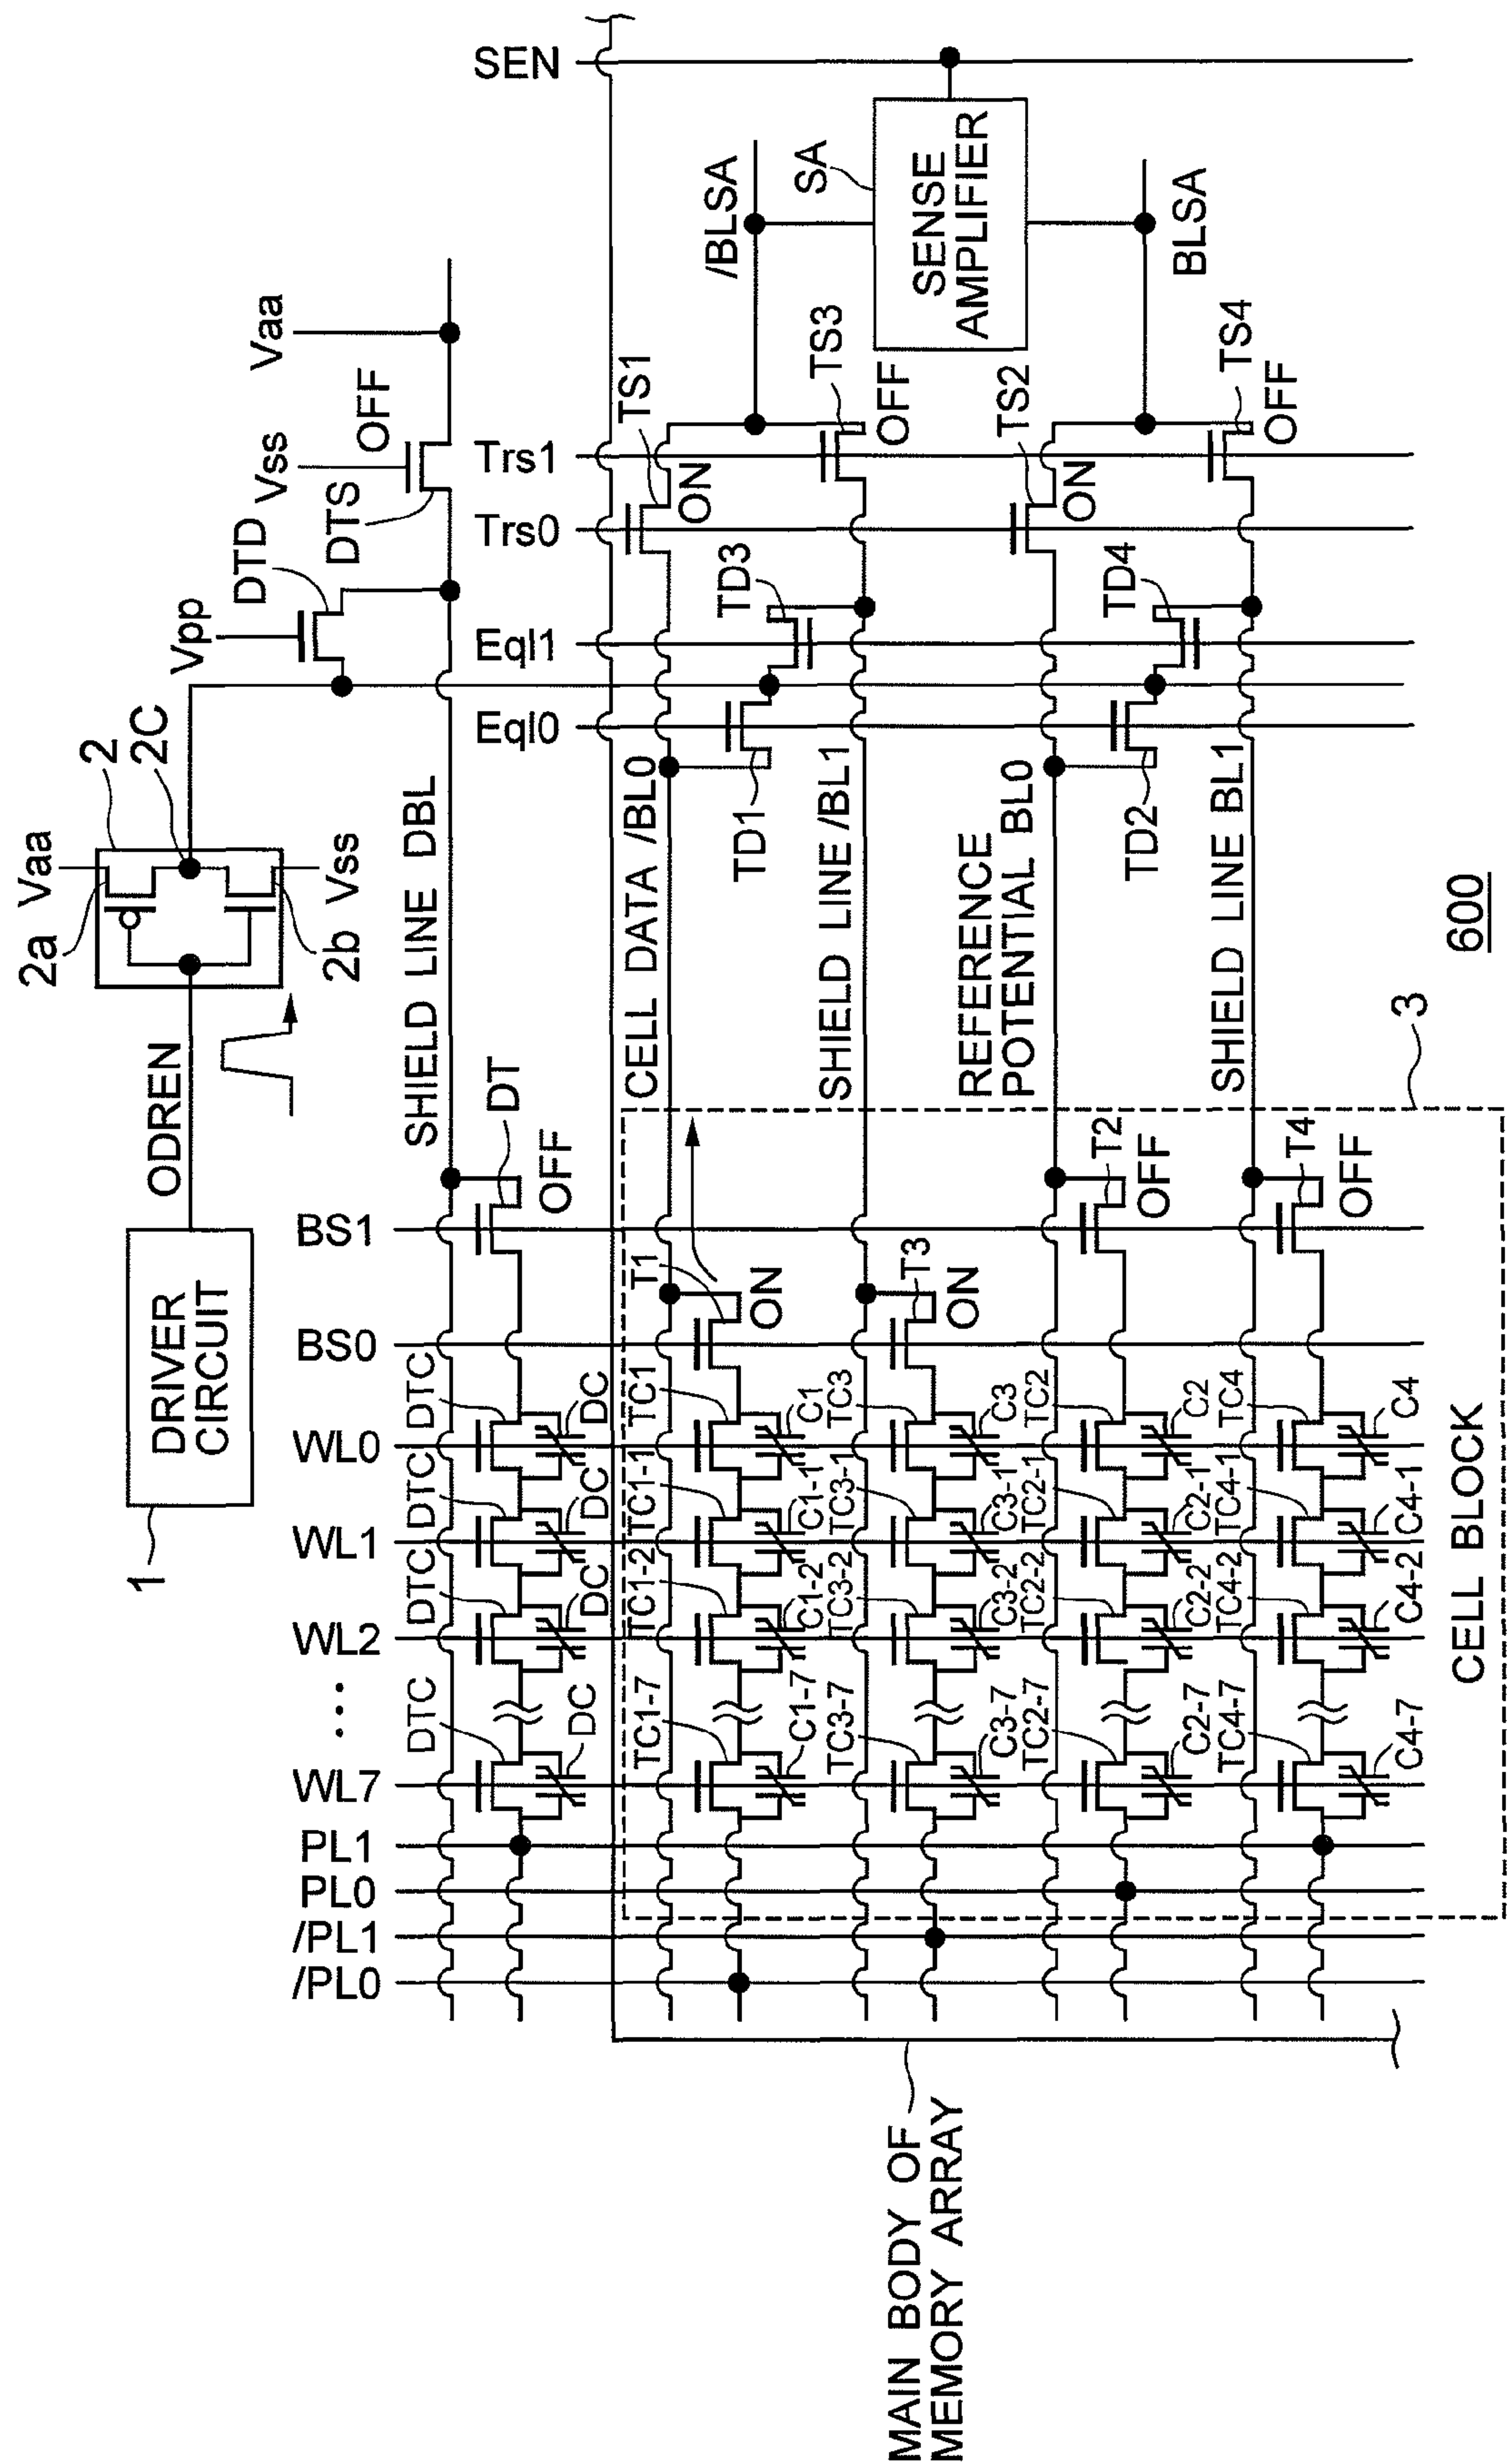 1
DRIVER
CIRCUIT
ODREN
2a
Vaa
2
2C
2b
Vss
Vpp
DTD
Vss
DTS
OFF
Vaa
SHIELD LINE DBL
DT
OFF
BS1
BS0
WL0
WL1
WL2
...
WL7
PL1
PL0
/PL1
/PL0
DTC
DTC
DTC
DTC
DC
DC
DC
DC
Eql0
Eql1
Trs0
Trs1
SEN
CELL DATA /BL0
TD1
TD3
TS1
ON
TS3
OFF
/BLSA
SA
SENSE
AMPLIFIER
BLSA
SHIELD LINE /BL1
REFERENCE
POTENTIAL BL0
TD2
TD4
TS2
ON
TS4
OFF
SHIELD LINE BL1
T1
ON
TC1
TC1-1
TC1-2
TC1-7
C1
C1-1
C1-2
C1-7
T3
ON
TC3
TC3-1
TC3-2
TC3-7
C3
C3-1
C3-2
C3-7
T2
OFF
TC2
TC2-1
TC2-2
TC2-7
C2
C2-1
C2-2
C2-7
T4
OFF
TC4
TC4-1
TC4-2
TC4-7
C4
C4-1
C4-2
C4-7
CELL BLOCK
3
MAIN BODY OF
MEMORY ARRAY
600